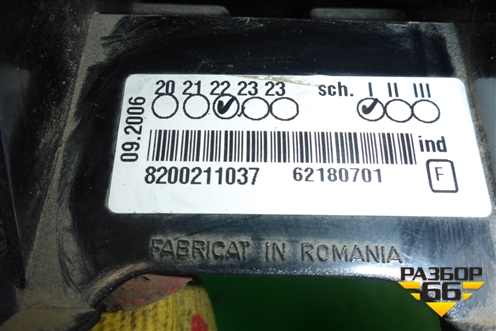 09.2006
20 21 22 23 23 sch. I II III
ind
8200211037 62180701 F
FABRICAT IN ROMANIA
РАЗБОР
66